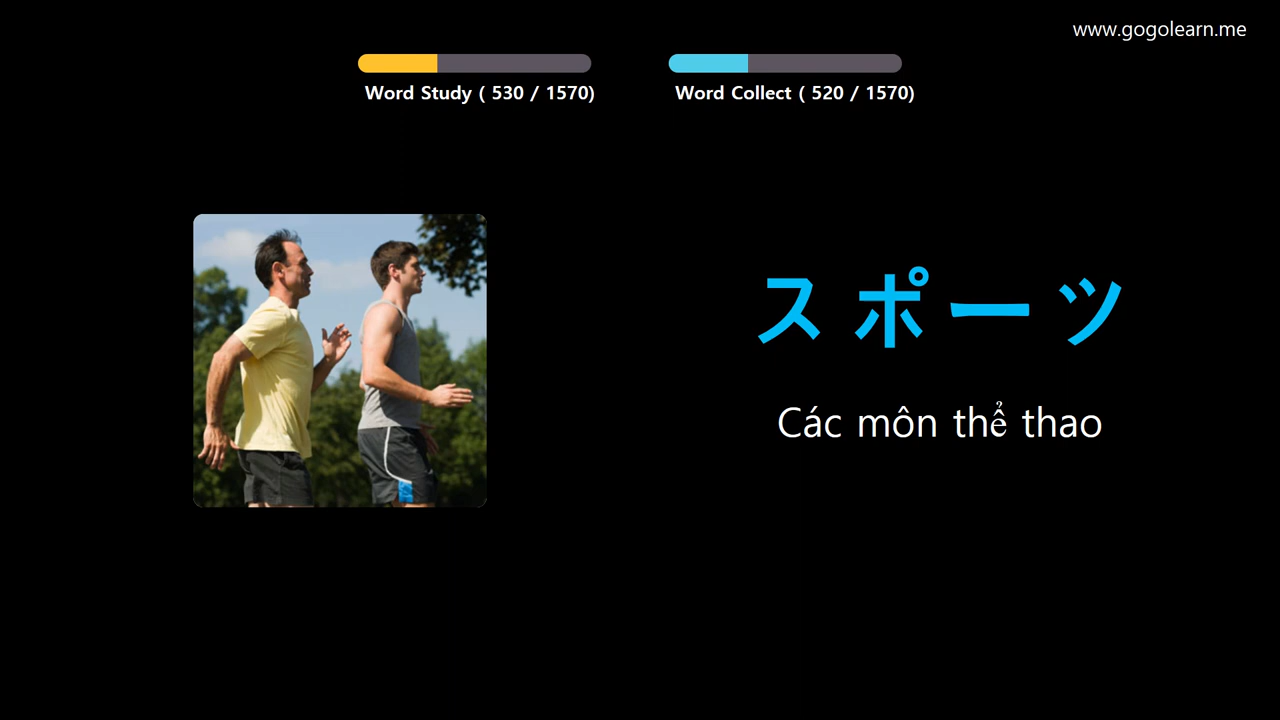 www.gogolearn.me
Word Study ( 530 / 1570)
Word Collect ( 520 / 1570)
スポーツ
Các môn thể thao